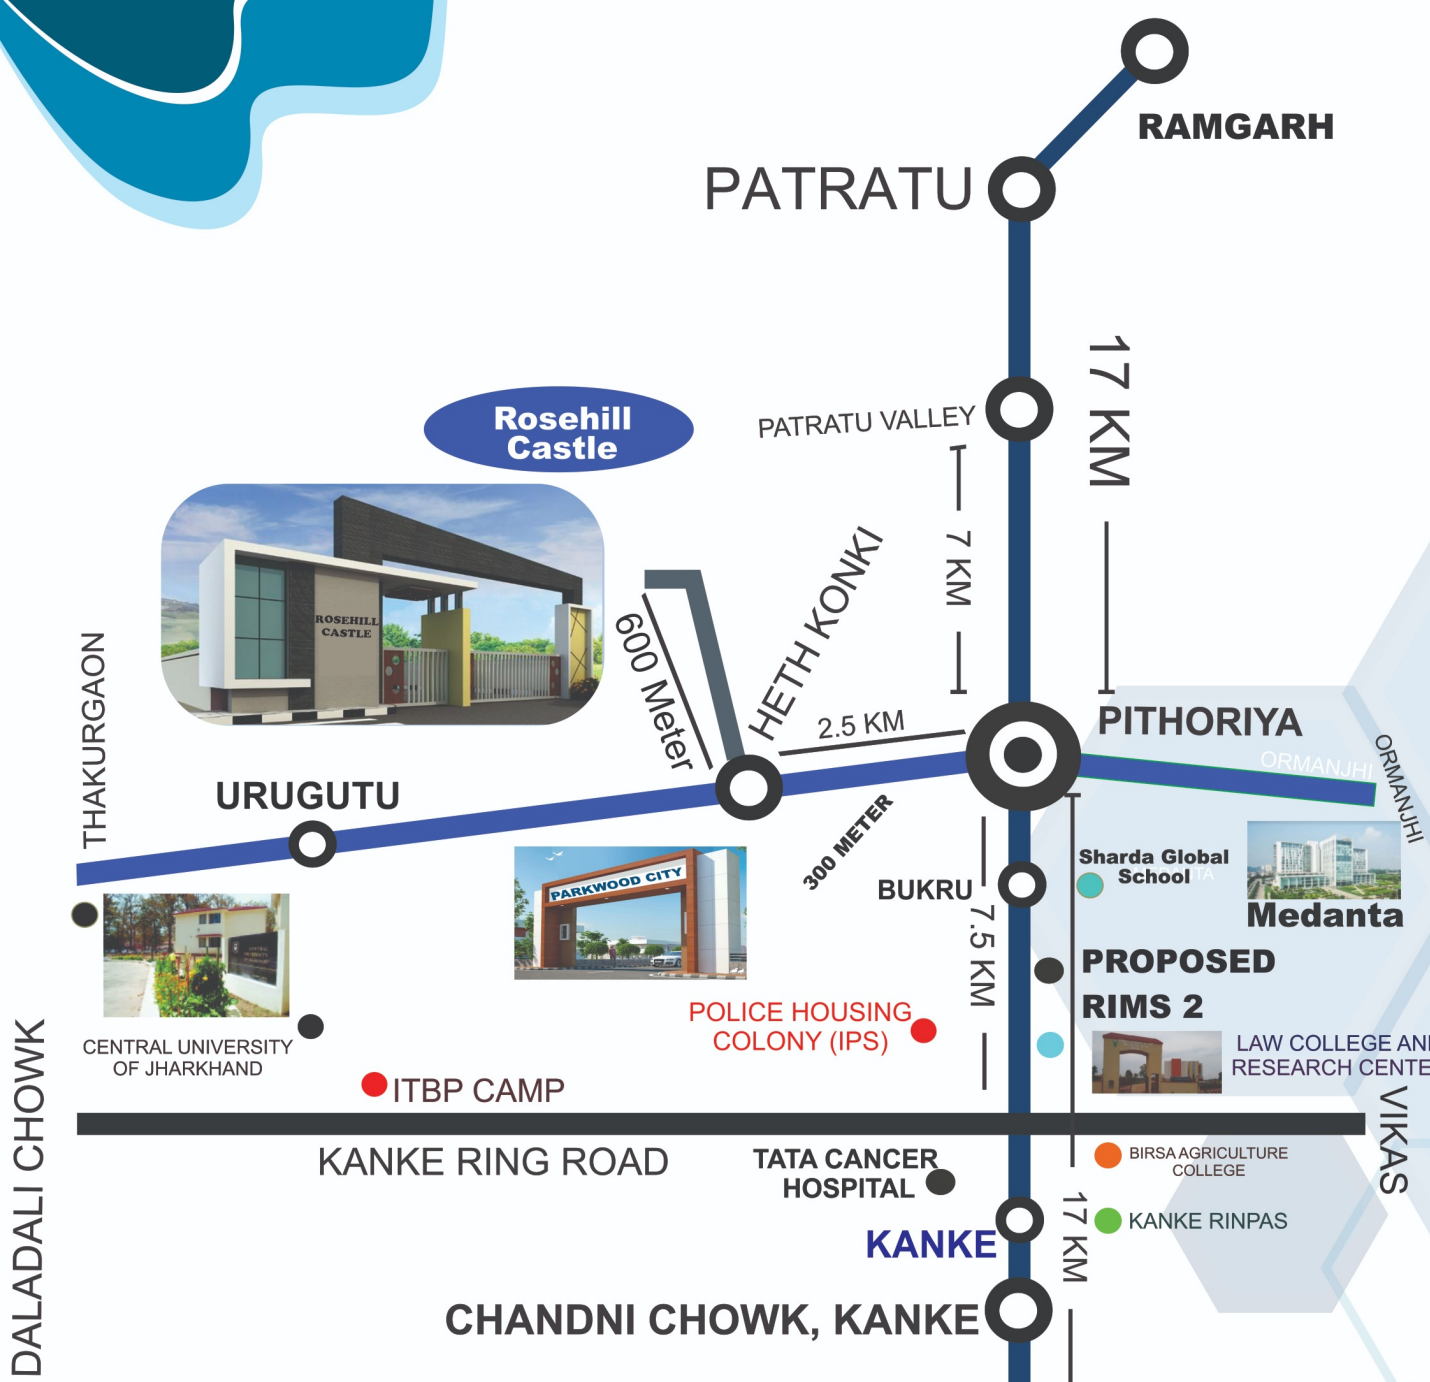 RAMGARH
PATRATU
17 KM
PATRATU VALLEY
Rosehill
Castle
7 KM
HETH KONKI
600 Meter
ROSEHILL
CASTLE
THAKURGAON
2.5 KM
PITHORIYA
ORMANJHI
ORMANJHI
URUGUTU
300 METER
PARKWOOD CITY
BUKRU
Sharda Global
School
Medanta
7.5 KM
PROPOSED
RIMS 2
POLICE HOUSING
COLONY (IPS)
CENTRAL UNIVERSITY
OF JHARKHAND
LAW COLLEGE AN
RESEARCH CENTE
ITBP CAMP
DALADALI CHOWK
KANKE RING ROAD
VIKAS
TATA CANCER
HOSPITAL
BIRSA AGRICULTURE
COLLEGE
KANKE RINPAS
17 KM
KANKE
CHANDNI CHOWK, KANKE